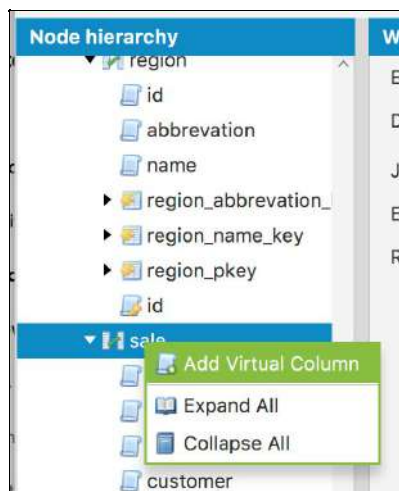 Node hierarchy
W
region
E
id
D
abbrevation
J
name
E
region_abbrevation_
R
region_name_key
region_pkey
id
sale
Add Virtual Column
Expand All
Collapse All
customer